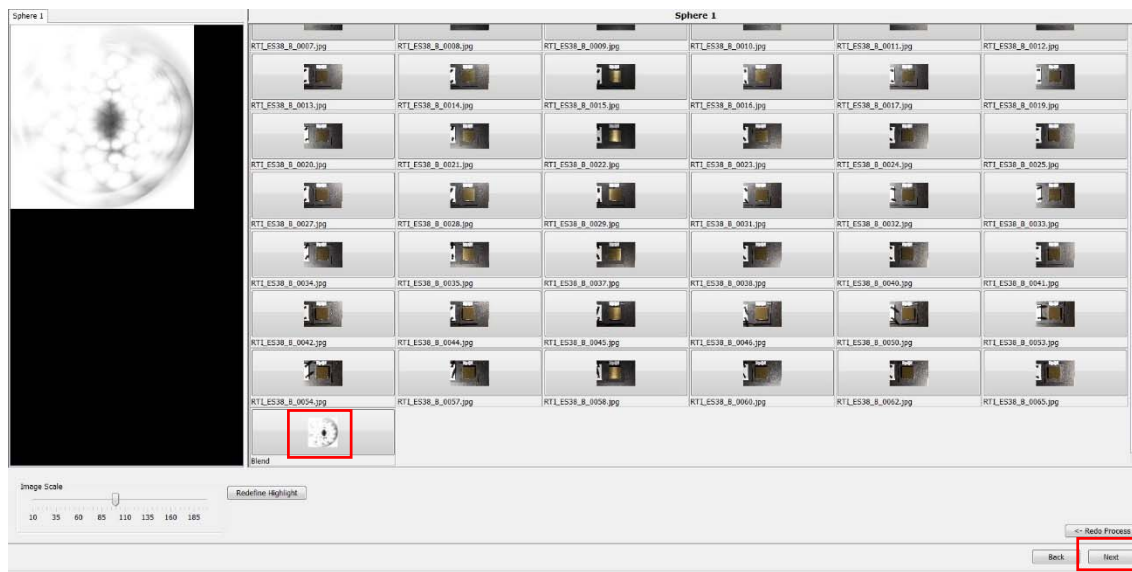 Sphere 1
Sphere 1
RTI_ES38_B_0007.jpg RTI_ES38_B_0008.jpg RTI_ES38_B_0009.jpg RTI_ES38_B_0010.jpg RTI_ES38_B_0011.jpg RTI_ES38_B_0012.jpg
RTI_ES38_B_0013.jpg RTI_ES38_B_0014.jpg RTI_ES38_B_0015.jpg RTI_ES38_B_0016.jpg RTI_ES38_B_0017.jpg RTI_ES38_B_0019.jpg
RTI_ES38_B_0020.jpg RTI_ES38_B_0021.jpg RTI_ES38_B_0022.jpg RTI_ES38_B_0023.jpg RTI_ES38_B_0024.jpg RTI_ES38_B_0025.jpg
RTI_ES38_B_0027.jpg RTI_ES38_B_0028.jpg RTI_ES38_B_0029.jpg RTI_ES38_B_0031.jpg RTI_ES38_B_0032.jpg RTI_ES38_B_0033.jpg
RTI_ES38_B_0034.jpg RTI_ES38_B_0035.jpg RTI_ES38_B_0037.jpg RTI_ES38_B_0038.jpg RTI_ES38_B_0040.jpg RTI_ES38_B_0041.jpg
RTI_ES38_B_0042.jpg RTI_ES38_B_0044.jpg RTI_ES38_B_0045.jpg RTI_ES38_B_0046.jpg RTI_ES38_B_0050.jpg RTI_ES38_B_0053.jpg
RTI_ES38_B_0054.jpg RTI_ES38_B_0057.jpg RTI_ES38_B_0058.jpg RTI_ES38_B_0060.jpg RTI_ES38_B_0062.jpg RTI_ES38_B_0065.jpg
Blend
Image Scale
Redefine Highlight
10 35 60 85 110 135 160 185
<- Redo Process
Back Next